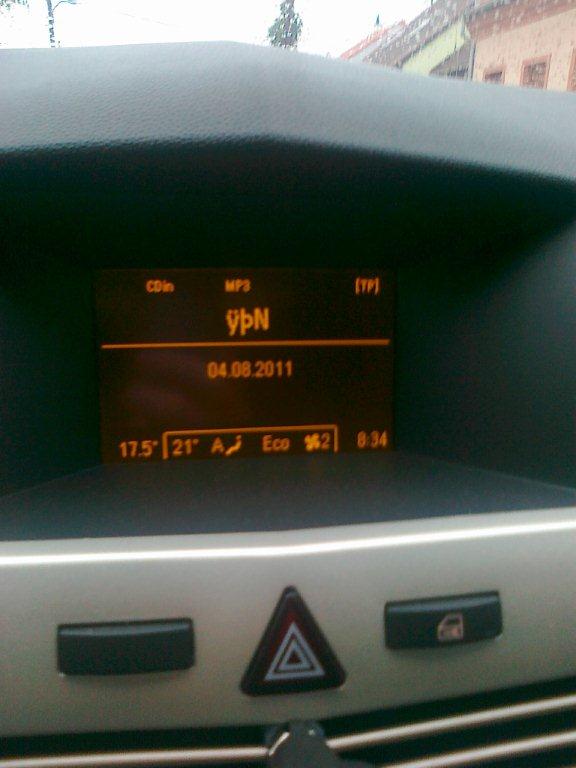 CDin MP3 [TP]
ÿþN
04.08.2011
17.5° 21° A Eco 2 8:34